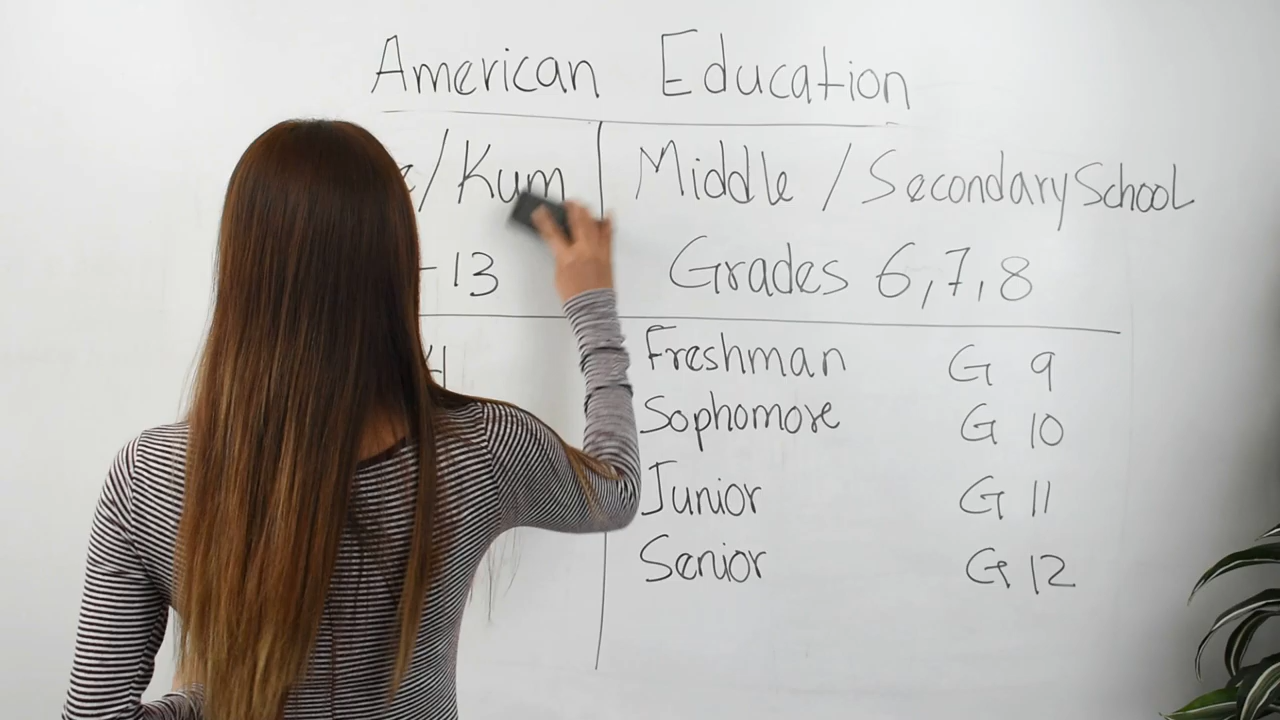 American Education
/Kum Middle / Secondary School
-13 Grades 6,7,8
Freshman G 9
Sophomore G 10
Junior G 11
Senior G 12